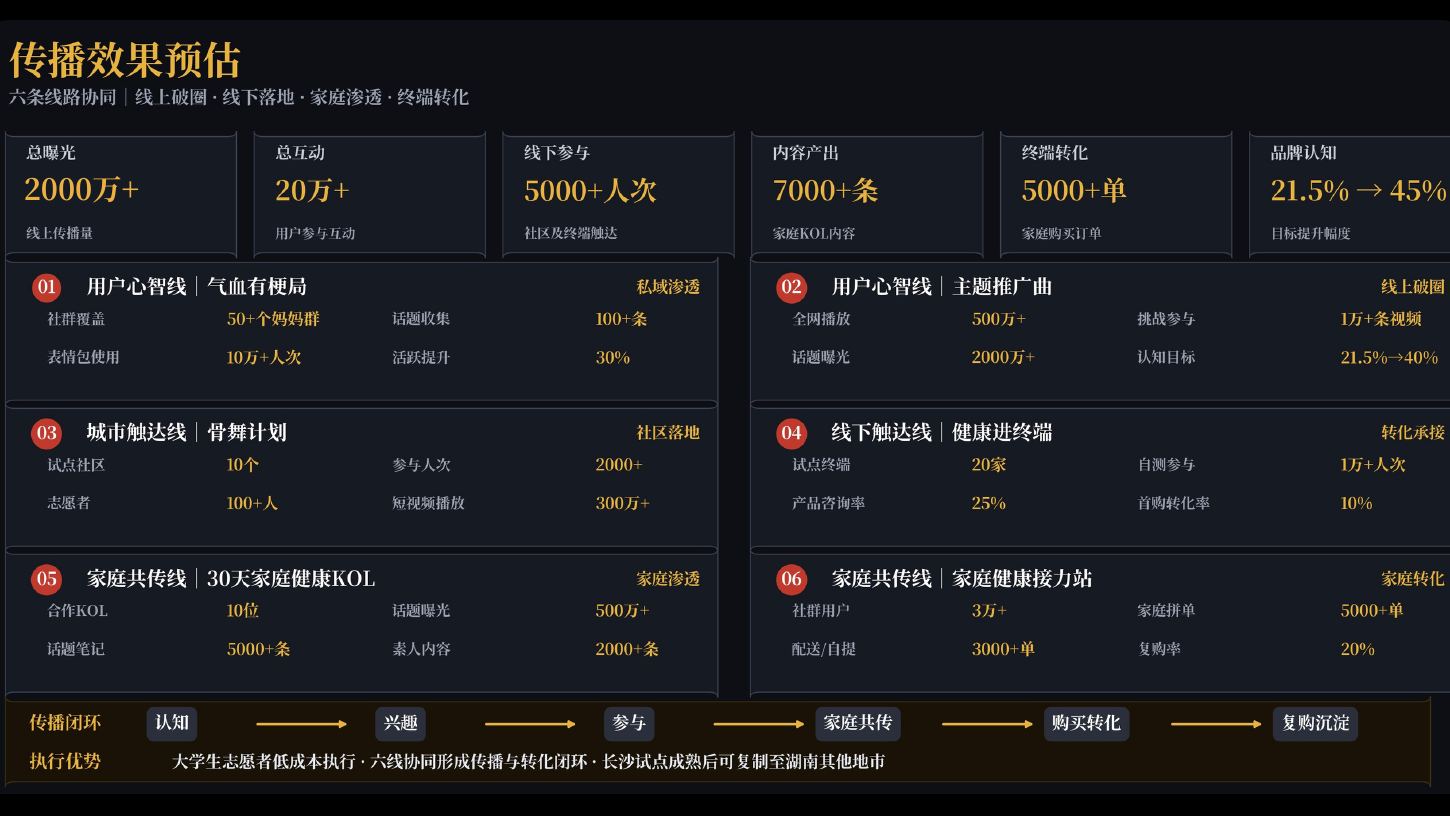 传播效果预估
六条线路协同｜线上破圈 · 线下落地 · 家庭渗透 · 终端转化
总曝光
2000万+
线上传播量
总互动
20万+
用户参与互动
线下参与
5000+人次
社区及终端触达
内容产出
7000+条
家庭KOL内容
终端转化
5000+单
家庭购买订单
品牌认知
21.5% → 45%
目标提升幅度
01 用户心智线｜气血有梗局 私域渗透
社群覆盖 50+个妈妈群 话题收集 100+条
表情包使用 10万+人次 活跃提升 30%
02 用户心智线｜主题推广曲 线上破圈
全网播放 500万+ 挑战参与 1万+条视频
话题曝光 2000万+ 认知目标 21.5%→40%
03 城市触达线｜骨舞计划 社区落地
试点社区 10个 参与人次 2000+
志愿者 100+人 短视频播放 300万+
04 线下触达线｜健康进终端 转化承接
试点终端 20家 自测参与 1万+人次
产品咨询率 25% 首购转化率 10%
05 家庭共传线｜30天家庭健康KOL 家庭渗透
合作KOL 10位 话题曝光 500万+
话题笔记 5000+条 素人内容 2000+条
06 家庭共传线｜家庭健康接力站 家庭转化
社群用户 3万+ 家庭拼单 5000+单
配送/自提 3000+单 复购率 20%
传播闭环 认知 兴趣 参与 家庭共传 购买转化 复购沉淀
执行优势 大学生志愿者低成本执行 · 六线协同形成传播与转化闭环 · 长沙试点成熟后可复制至湖南其他地市